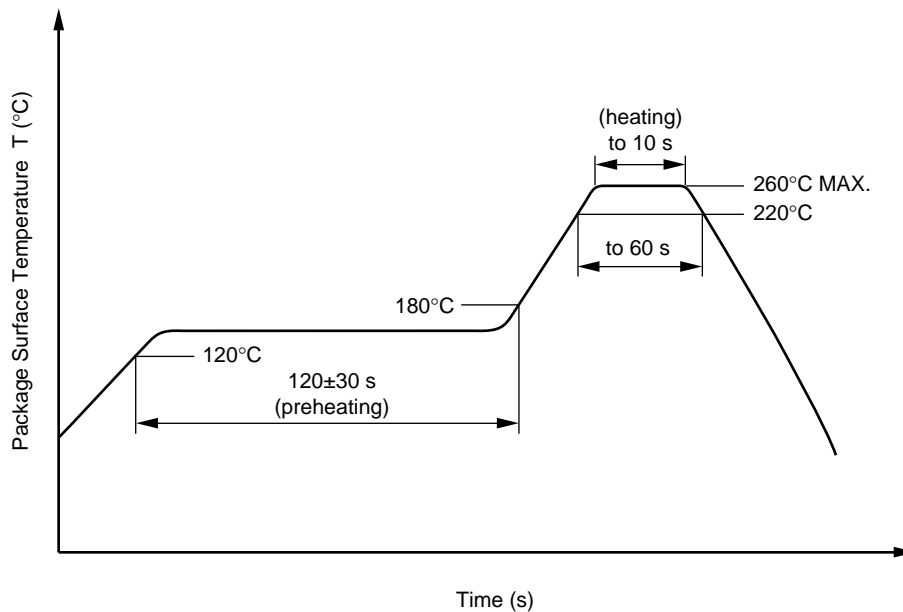 Package Surface Temperature T (°C)
(heating)
to 10 s
260°C MAX.
220°C
to 60 s
180°C
120°C
120±30 s
(preheating)
Time (s)